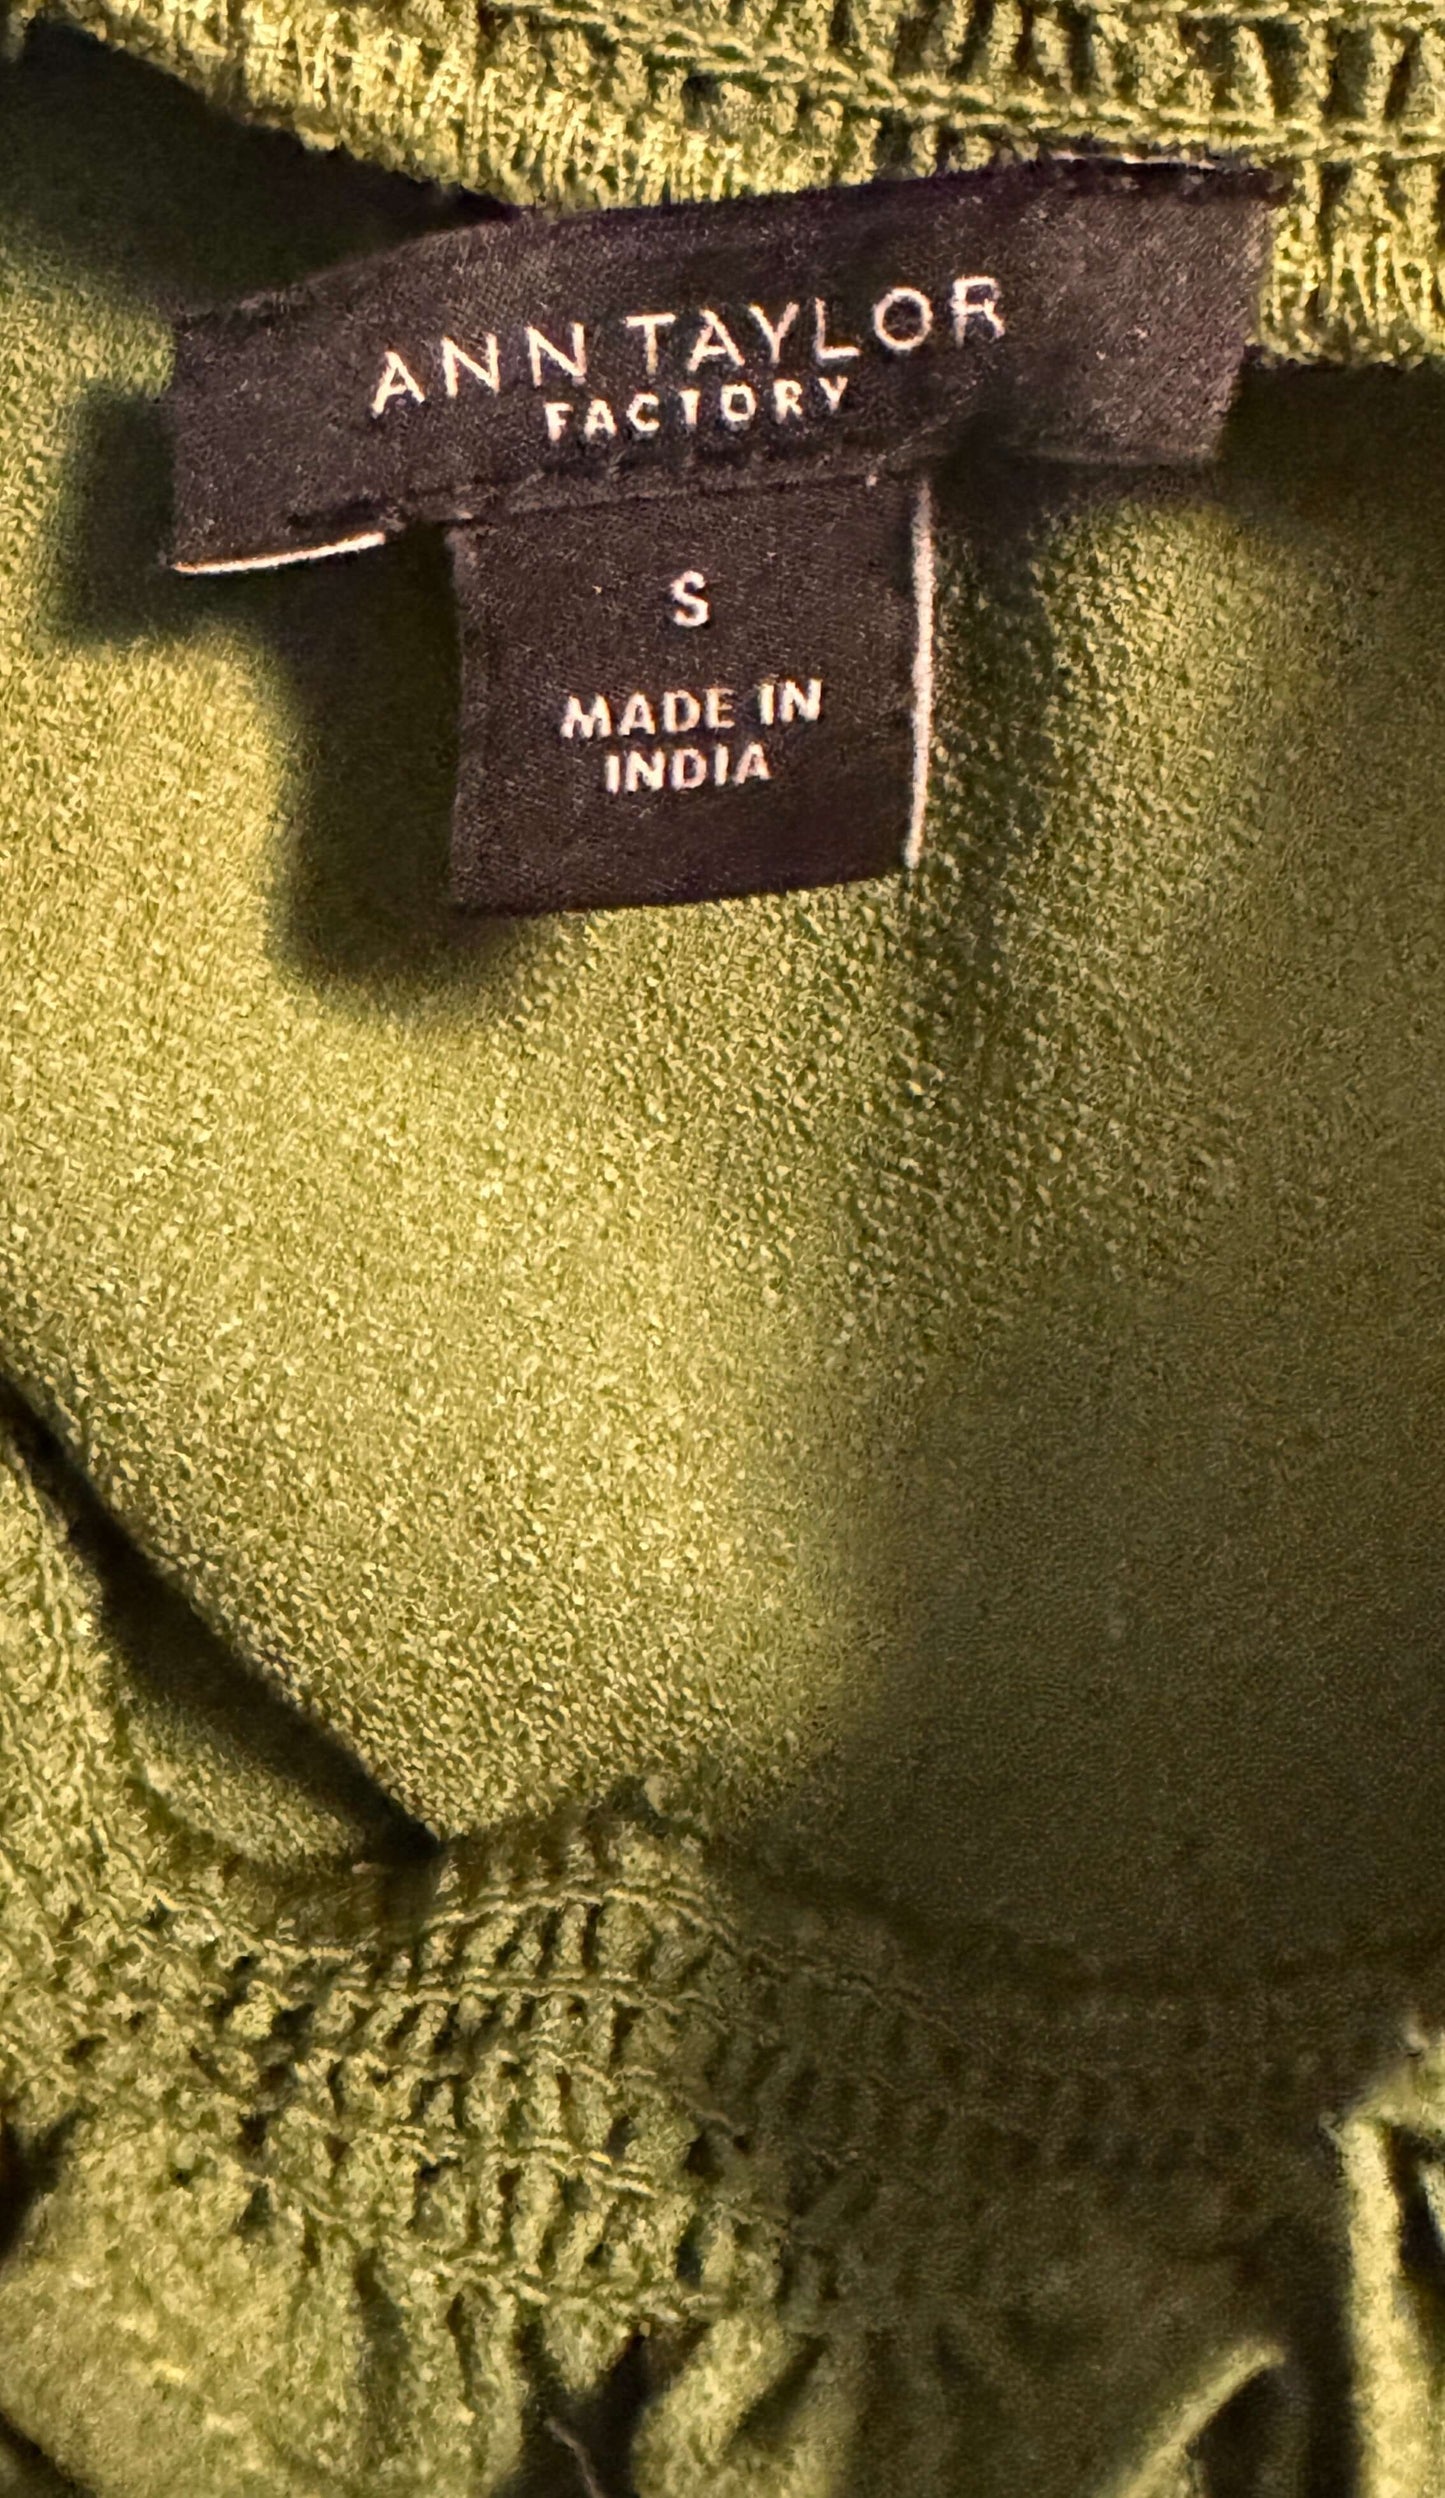 ANN TAYLOR
FACTORY
S
MADE IN
INDIA